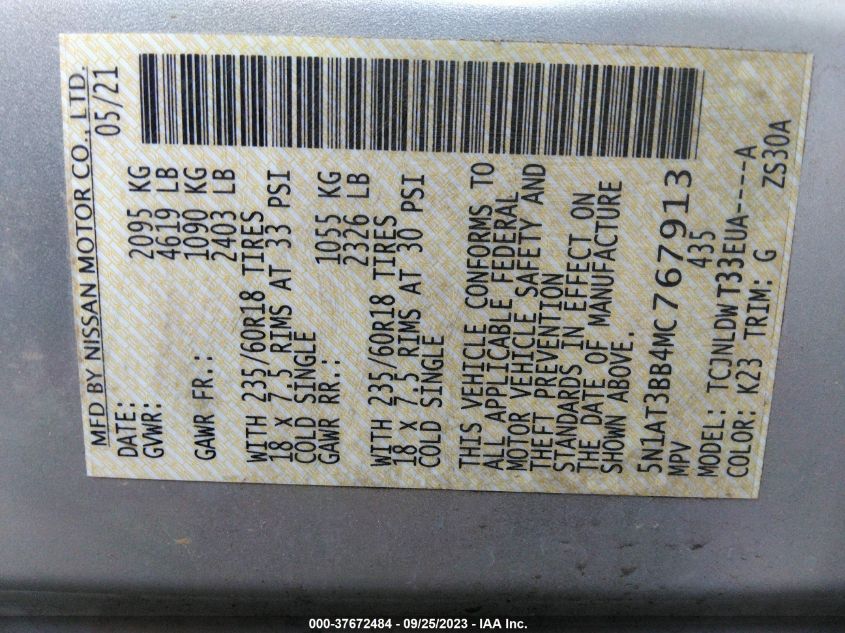 MFD BY NISSAN MOTOR CO., LTD.
DATE: 05/21
GVWR: 2095 KG
4619 LB
GAWR FR.: 1090 KG
2403 LB
WITH 235/60R18 TIRES
18 X 7.5 RIMS AT 33 PSI
COLD SINGLE
GAWR RR.: 1055 KG
2326 LB
WITH 235/60R18 TIRES
18 X 7.5 RIMS AT 30 PSI
COLD SINGLE
THIS VEHICLE CONFORMS TO
ALL APPLICABLE FEDERAL
MOTOR VEHICLE SAFETY AND
THEFT PREVENTION
STANDARDS IN EFFECT ON
THE DATE OF MANUFACTURE
SHOWN ABOVE.
5N1AT3BB4MC767913
MPV 435
MODEL: TCJNLDWT33EUA----A
COLOR: K23 TRIM: G ZS30A
000-37672484 - 09/25/2023 - IAA Inc.